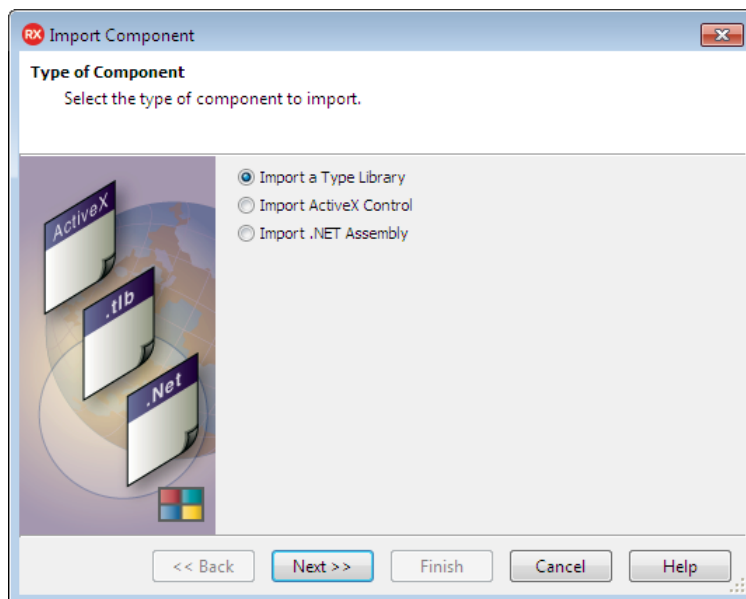 RX Import Component
Type of Component
Select the type of component to import.
ActiveX
.tlb
.Net
Import a Type Library
Import ActiveX Control
Import .NET Assembly
<< Back
Next >>
Finish
Cancel
Help